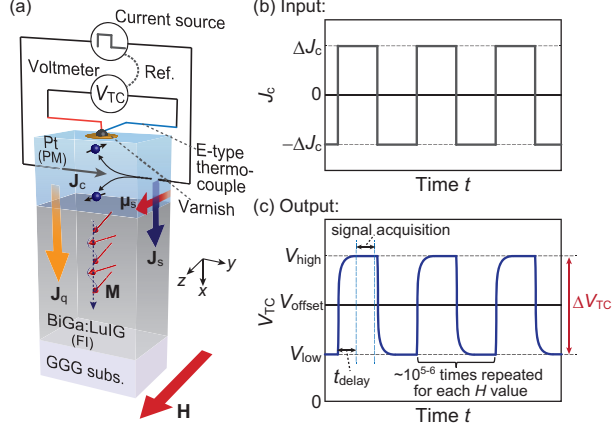 (a)
Current source
Voltmeter
Ref.
V_TC
Pt
(PM)
E-type
thermo-
couple
J_c
Varnish
μ_s
J_s
J_q
M
z
y
x
BiGa:LuIG
(FI)
GGG subs.
H
(b) Input:
ΔJ_c
J_c
0
−ΔJ_c
Time t
(c) Output:
signal acquisition
V_high
V_TC
V_offset
ΔV_TC
V_low
t_delay
~10^5-6 times repeated
for each H value
0
Time t